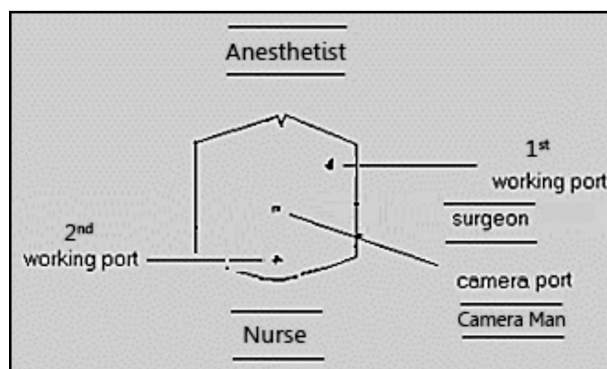 Anesthetist
1st
working port
surgeon
2nd
working port
camera port
Camera Man
Nurse